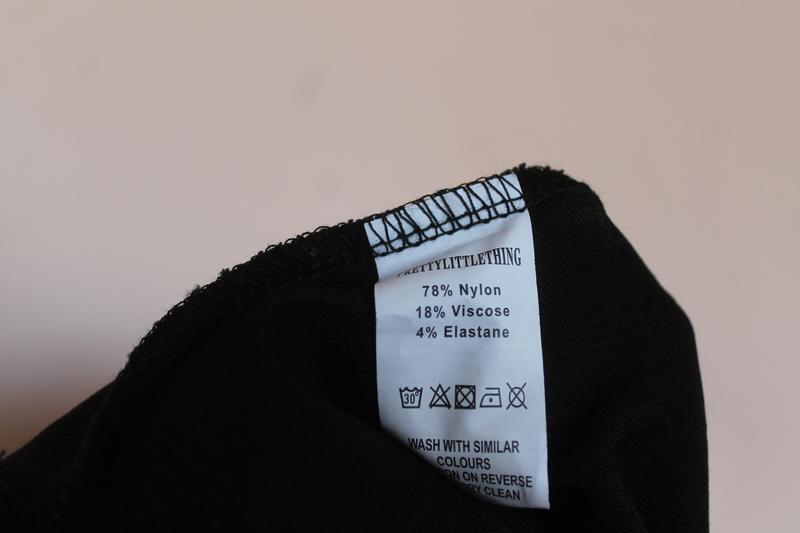 PRETTYLITTLETHING
78% Nylon
18% Viscose
4% Elastane
30°
WASH WITH SIMILAR
COLOURS
ON REVERSE
CLEAN